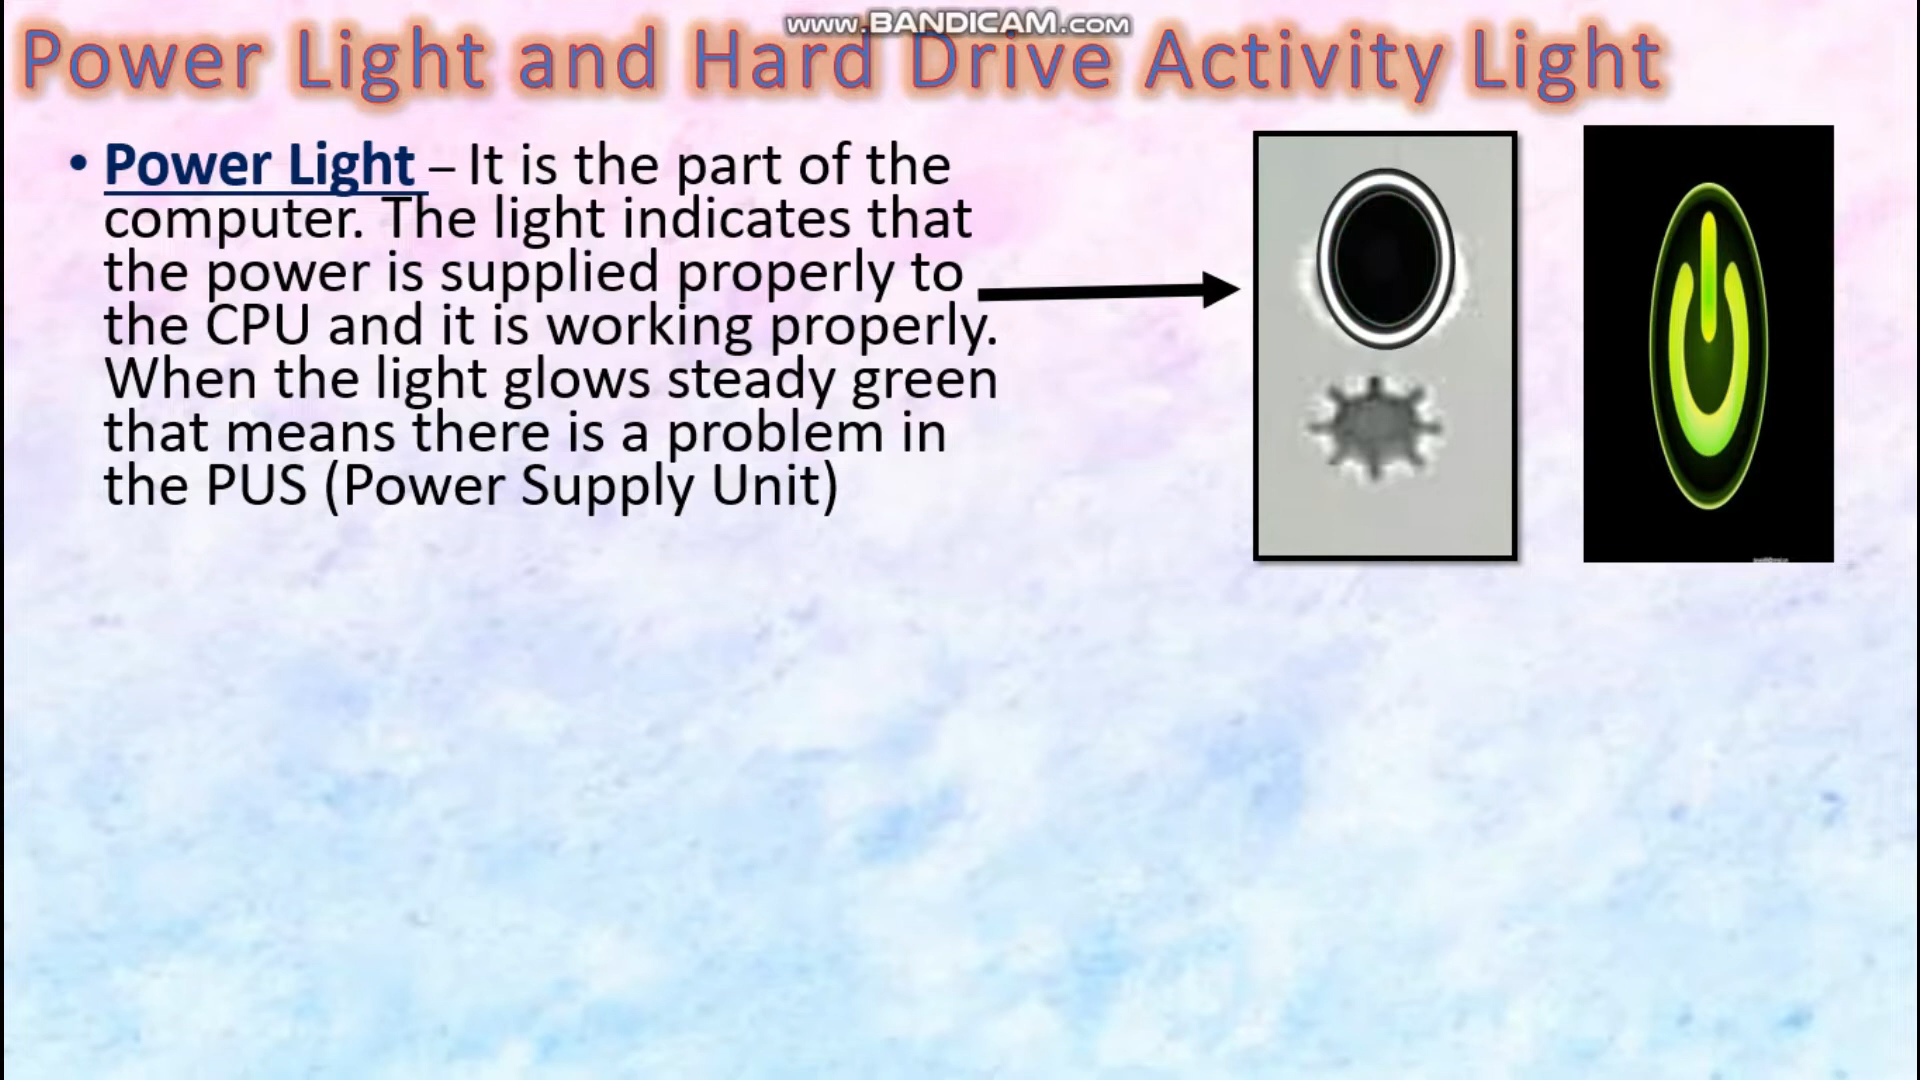 www.BANDICAM.com
Power Light and Hard Drive Activity Light
• Power Light – It is the part of the
computer. The light indicates that
the power is supplied properly to
the CPU and it is working properly.
When the light glows steady green
that means there is a problem in
the PUS (Power Supply Unit)